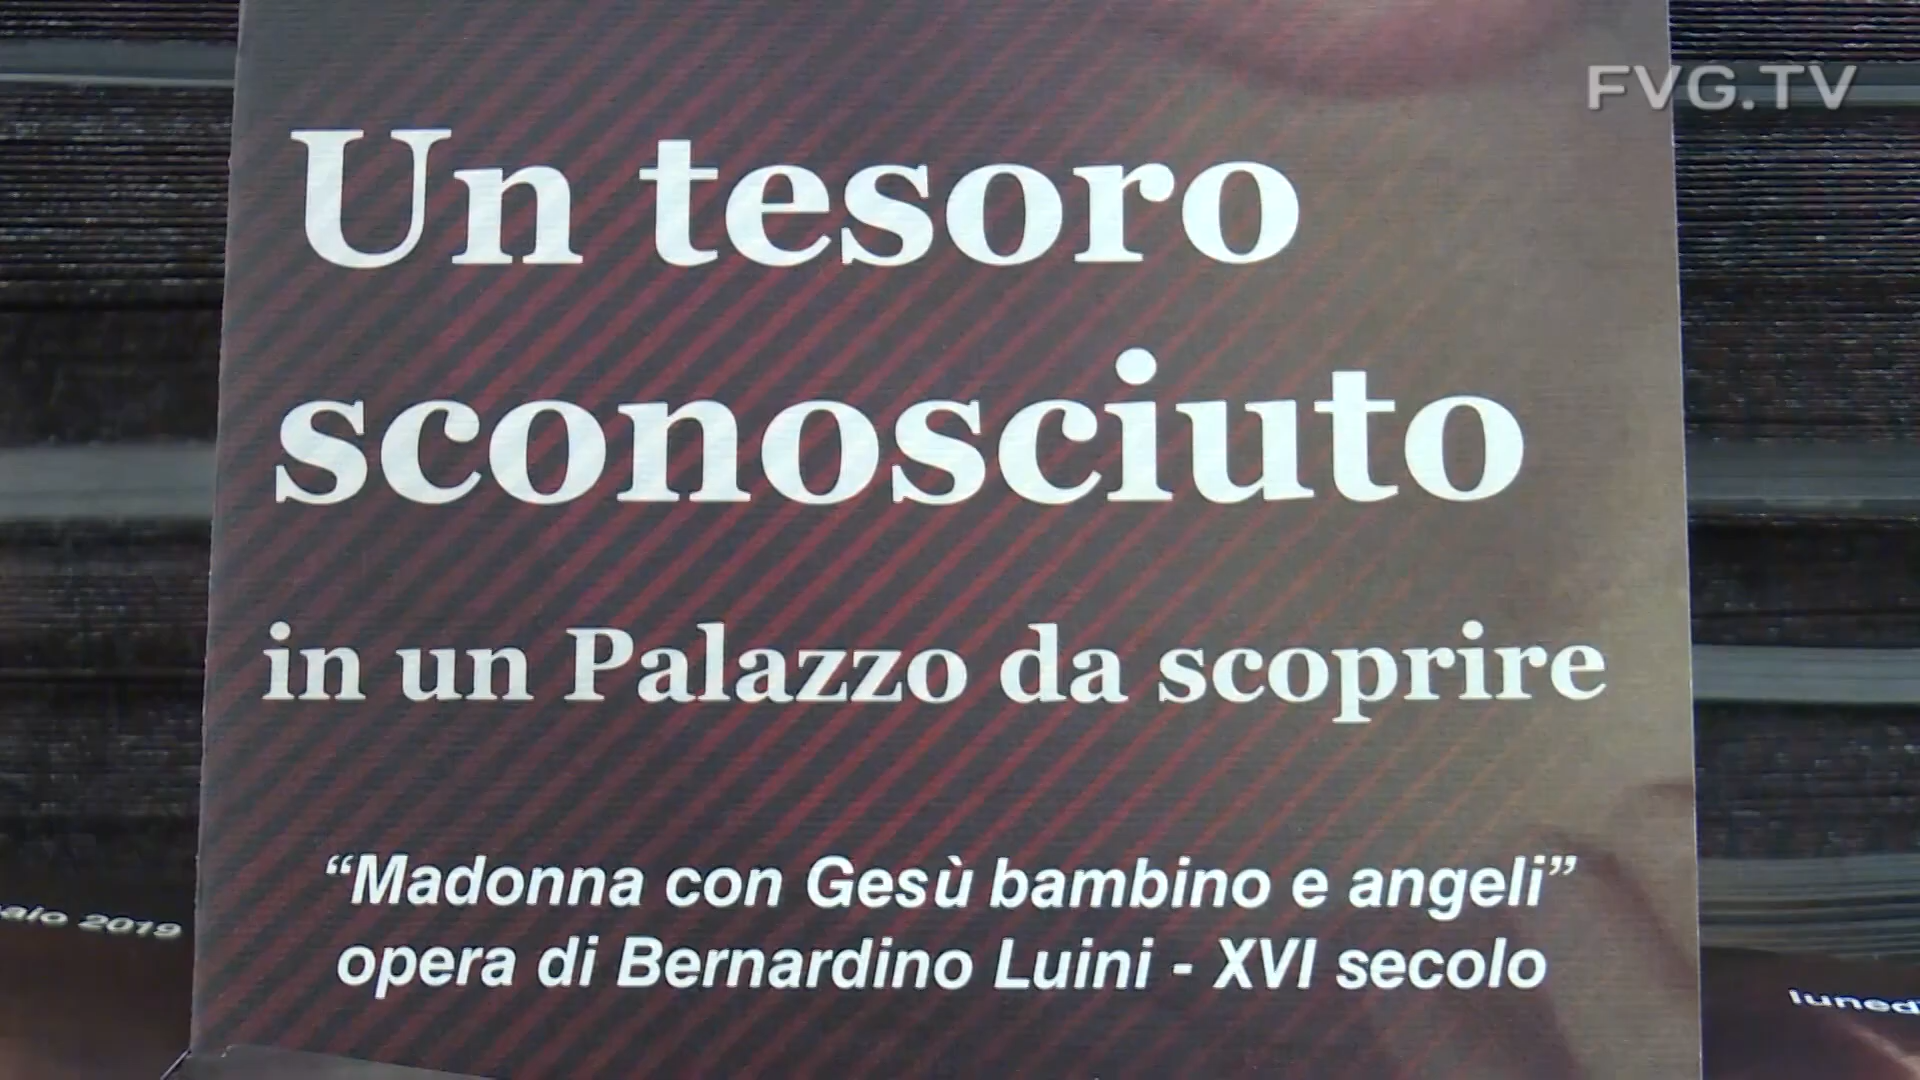 FVG.TV
Un tesoro
sconosciuto
in un Palazzo da scoprire
“Madonna con Gesù bambino e angeli”
opera di Bernardino Luini - XVI secolo
2019